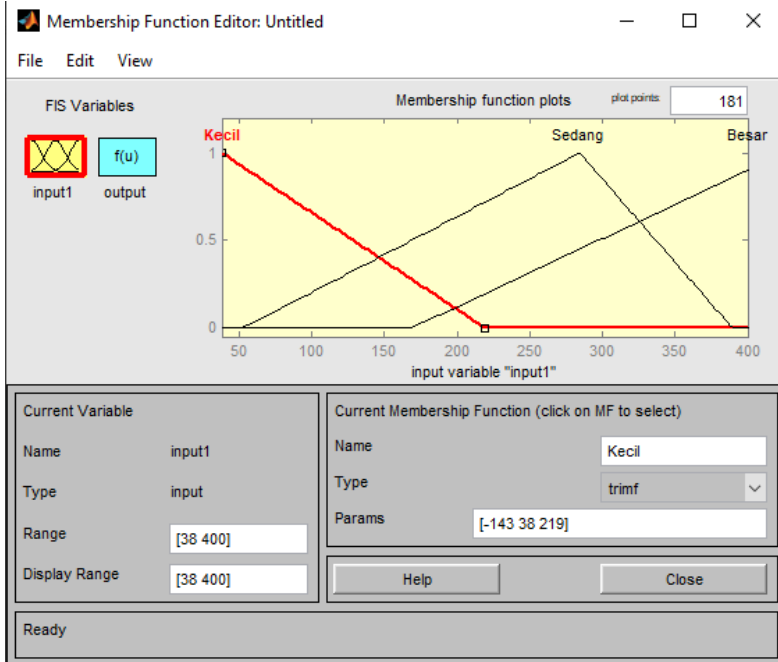 Membership Function Editor: Untitled
File Edit View
FIS Variables
f(u)
input1 output
Membership function plots plot points: 181
Kecil Sedang Besar
1
0.5
0
50 100 150 200 250 300 350 400
input variable "input1"
Current Variable
Name input1
Type input
Range [38 400]
Display Range [38 400]
Current Membership Function (click on MF to select)
Name Kecil
Type trimf
Params [-143 38 219]
Help Close
Ready